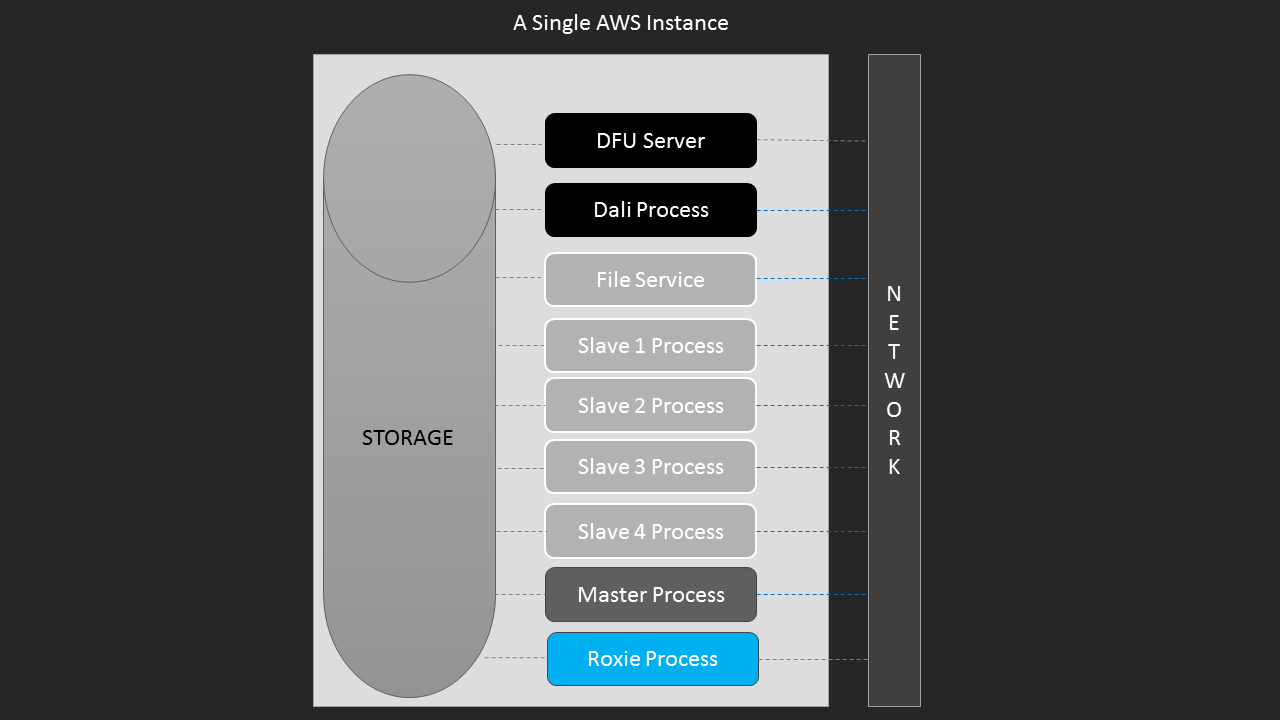 A Single AWS Instance
DFU Server
Dali Process
File Service
Slave 1 Process
Slave 2 Process
Slave 3 Process
Slave 4 Process
Master Process
Roxie Process
STORAGE
N
E
T
W
O
R
K